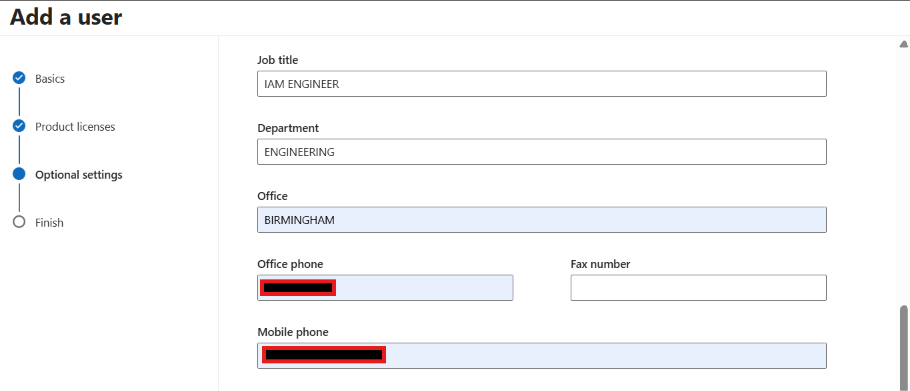 Add a user
Basics
Product licenses
Optional settings
Finish
Job title
IAM ENGINEER
Department
ENGINEERING
Office
BIRMINGHAM
Office phone
Fax number
Mobile phone